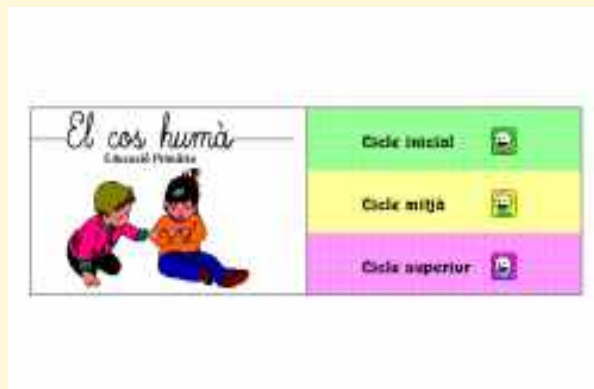 El cos humà
Educació Primària
Cicle inicial
Cicle mitjà
Cicle superior